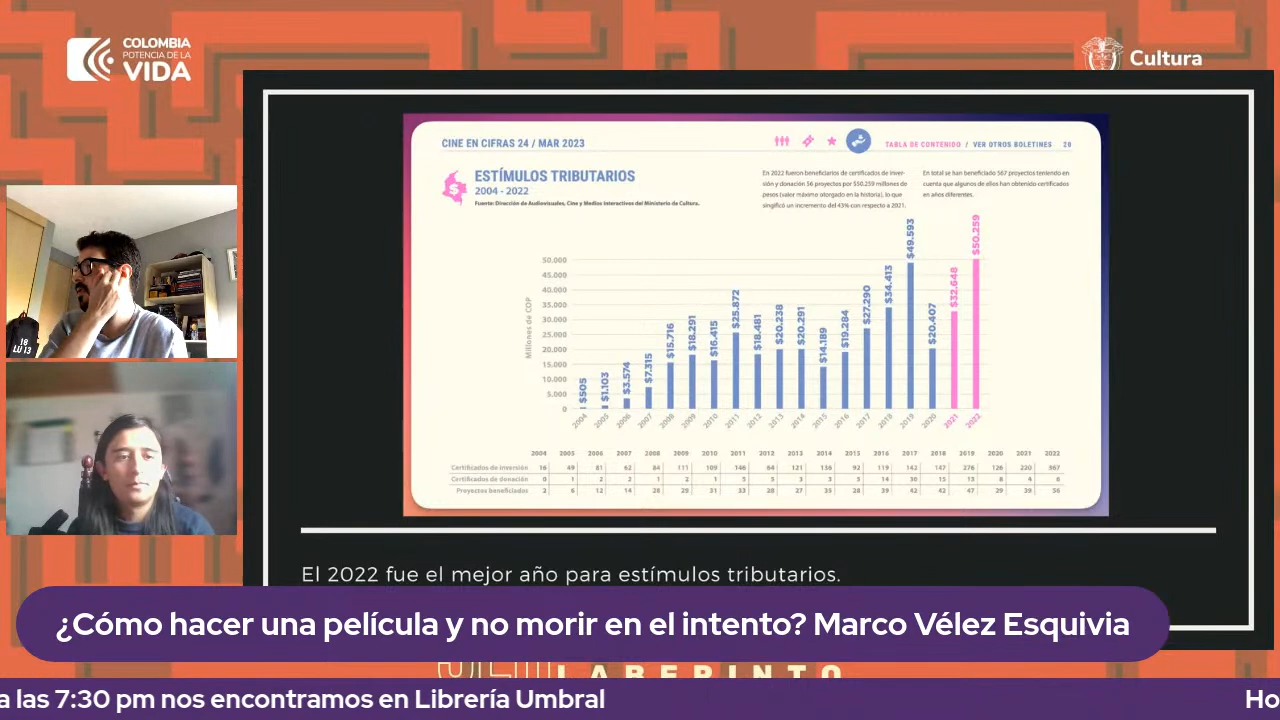 COLOMBIA
POTENCIA DE LA
VIDA
Cultura
CINE EN CIFRAS 24 / MAR 2023
TABLA DE CONTENIDO / VER OTROS BOLETINES 20
ESTÍMULOS TRIBUTARIOS
2004 - 2022
Fuente: Dirección de Audiovisuales, Cine y Medios Interactivos del Ministerio de Cultura.
En 2022 fueron beneficiarios de certificados de inver-
sión y donación 56 proyectos por $50.259 millones de
pesos (valor máximo otorgado en la historia), lo que
singificó un incremento del 43% con respecto a 2021.
En total se han beneficiado 567 proyectos teniendo en
cuenta que algunos de ellos han obtenido certificados
en años diferentes.
Millones de COP
50.000
45.000
40.000
35.000
30.000
25.000
20.000
15.000
10.000
5.000
0
$505 $1.103 $3.574 $7.315 $15.716 $18.291 $16.415 $25.872 $18.481 $20.238 $20.291 $14.189 $19.284 $27.290 $34.413 $49.593 $20.407 $32.648 $50.259
2004 2005 2006 2007 2008 2009 2010 2011 2012 2013 2014 2015 2016 2017 2018 2019 2020 2021 2022
2004 2005 2006 2007 2008 2009 2010 2011 2012 2013 2014 2015 2016 2017 2018 2019 2020 2021 2022
Certificados de inversión 16 49 81 62 84 111 109 146 64 121 136 92 119 142 147 276 126 220 367
Certificados de donación 0 1 2 2 1 2 1 5 5 3 3 5 14 30 15 13 8 4 6
Proyectos beneficiados 2 6 12 14 28 25 31 33 28 27 35 28 39 42 42 47 29 39 56
El 2022 fue el mejor año para estímulos tributarios.
¿Cómo hacer una película y no morir en el intento? Marco Vélez Esquivia
LABERINTO
a las 7:30 pm nos encontramos en Librería Umbral
Ho